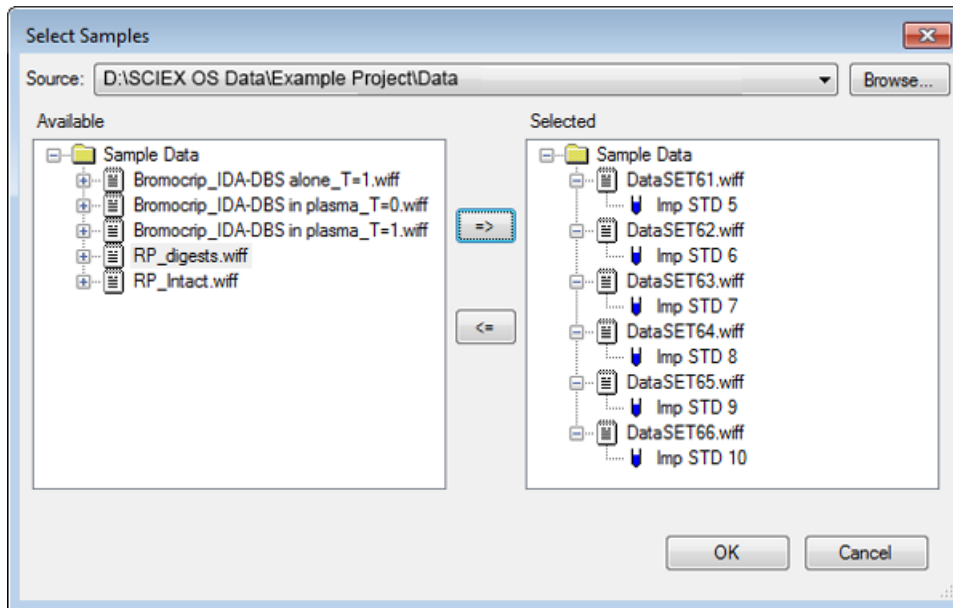 Select Samples
Source: D:\SCIEX OS Data\Example Project\Data Browse...
Available
Sample Data
Bromocrip_IDA-DBS alone_T=1.wiff
Bromocrip_IDA-DBS in plasma_T=0.wiff
Bromocrip_IDA-DBS in plasma_T=1.wiff
RP_digests.wiff
RP_Intact.wiff
=>
<=
Selected
Sample Data
DataSET61.wiff
Imp STD 5
DataSET62.wiff
Imp STD 6
DataSET63.wiff
Imp STD 7
DataSET64.wiff
Imp STD 8
DataSET65.wiff
Imp STD 9
DataSET66.wiff
Imp STD 10
OK Cancel